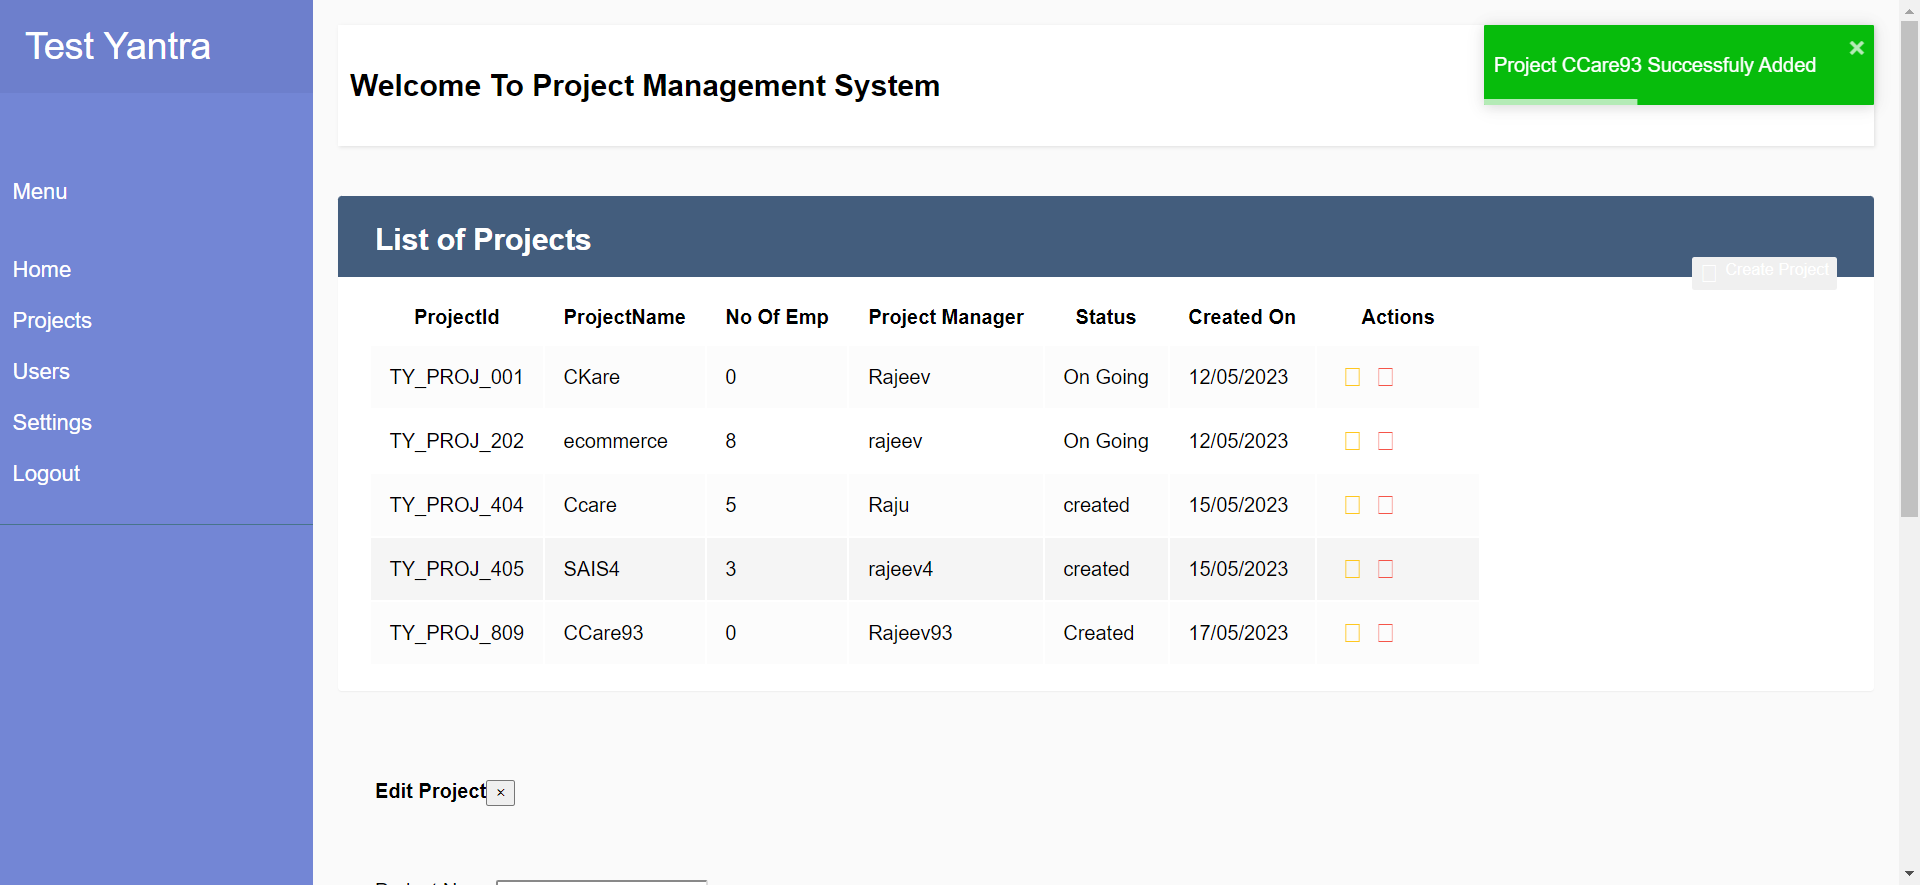 Test Yantra
Menu
Home
Projects
Users
Settings
Logout
Welcome To Project Management System
Project CCare93 Successfuly Added
×
List of Projects
Create Project
ProjectId ProjectName No Of Emp Project Manager Status Created On Actions
TY_PROJ_001 CKare 0 Rajeev On Going 12/05/2023
TY_PROJ_202 ecommerce 8 rajeev On Going 12/05/2023
TY_PROJ_404 Ccare 5 Raju created 15/05/2023
TY_PROJ_405 SAIS4 3 rajeev4 created 15/05/2023
TY_PROJ_809 CCare93 0 Rajeev93 Created 17/05/2023
Edit Project ×